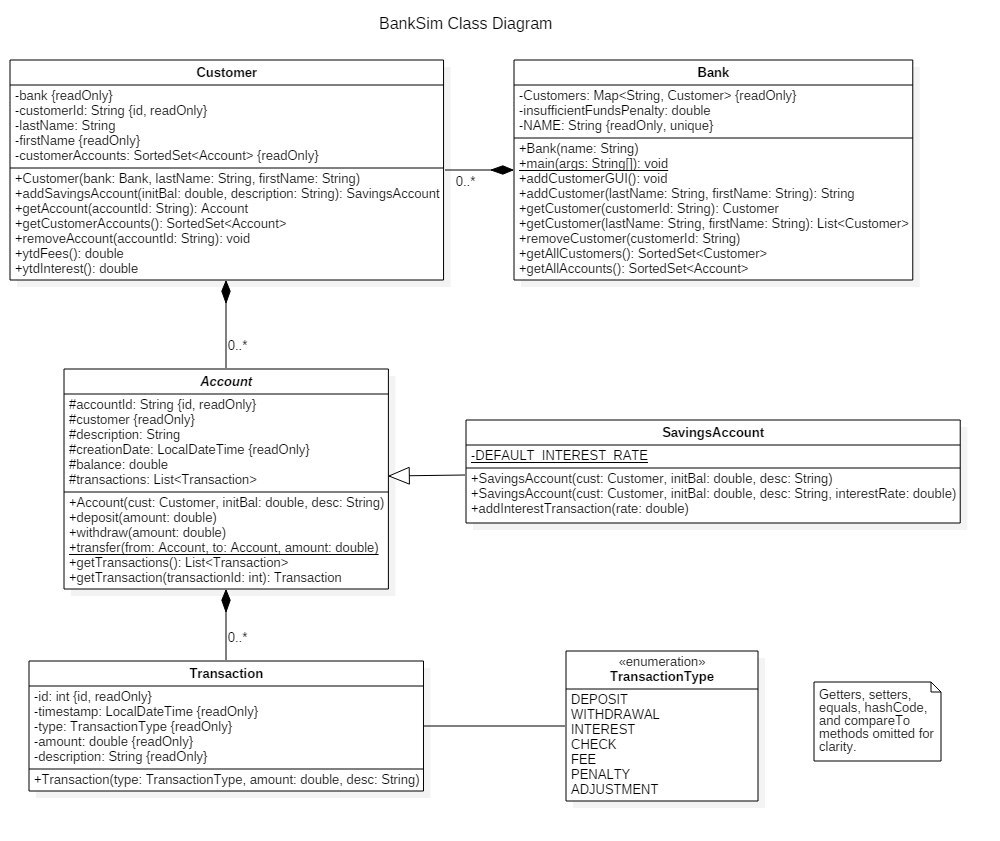 BankSim Class Diagram
Customer
-bank {readOnly}
-customerId: String {id, readOnly}
-lastName: String
-firstName {readOnly}
-customerAccounts: SortedSet<Account> {readOnly}
+Customer(bank: Bank, lastName: String, firstName: String)
+addSavingsAccount(initBal: double, description: String): SavingsAccount
+getAccount(accountId: String): Account
+getCustomerAccounts(): SortedSet<Account>
+removeAccount(accountId: String): void
+ytdFees(): double
+ytdInterest(): double
0..*
Bank
-Customers: Map<String, Customer> {readOnly}
-insufficientFundsPenalty: double
-NAME: String {readOnly, unique}
+Bank(name: String)
+main(args: String[]): void
+addCustomerGUI(): void
+addCustomer(lastName: String, firstName: String): String
+getCustomer(customerId: String): Customer
+getCustomer(lastName: String, firstName: String): List<Customer>
+removeCustomer(customerId: String)
+getAllCustomers(): SortedSet<Customer>
+getAllAccounts(): SortedSet<Account>
0..*
Account
#accountId: String {id, readOnly}
#customer {readOnly}
#description: String
#creationDate: LocalDateTime {readOnly}
#balance: double
#transactions: List<Transaction>
+Account(cust: Customer, initBal: double, desc: String)
+deposit(amount: double)
+withdraw(amount: double)
+transfer(from: Account, to: Account, amount: double)
+getTransactions(): List<Transaction>
+getTransaction(transactionId: int): Transaction
SavingsAccount
-DEFAULT_INTEREST_RATE
+SavingsAccount(cust: Customer, initBal: double, desc: String)
+SavingsAccount(cust: Customer, initBal: double, desc: String, interestRate: double)
+addInterestTransaction(rate: double)
0..*
Transaction
-id: int {id, readOnly}
-timestamp: LocalDateTime {readOnly}
-type: TransactionType {readOnly}
-amount: double {readOnly}
-description: String {readOnly}
+Transaction(type: TransactionType, amount: double, desc: String)
«enumeration»
TransactionType
DEPOSIT
WITHDRAWAL
INTEREST
CHECK
FEE
PENALTY
ADJUSTMENT
Getters, setters,
equals, hashCode,
and compareTo
methods omitted for
clarity.